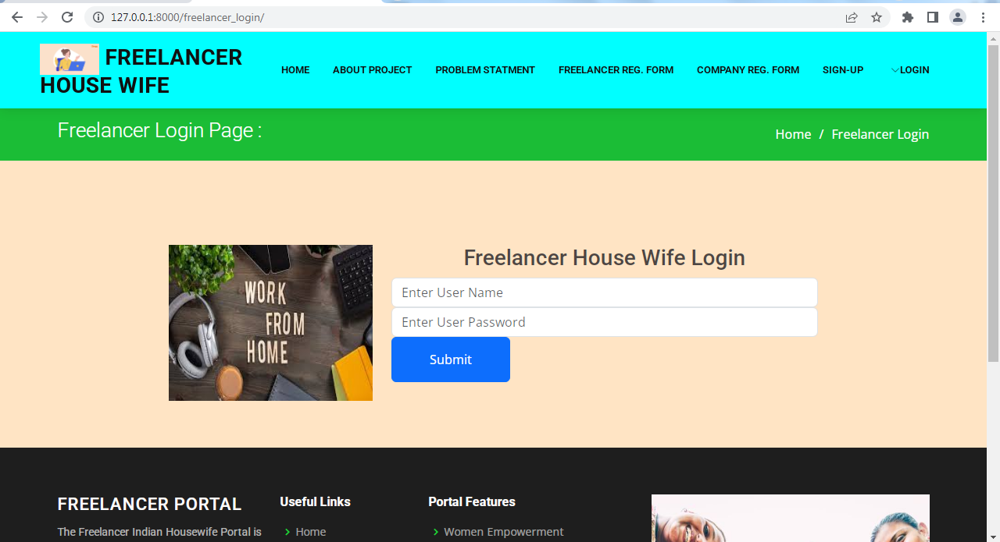 127.0.0.1:8000/freelancer_login/
FREELANCER
HOUSE WIFE
HOME ABOUT PROJECT PROBLEM STATMENT FREELANCER REG. FORM COMPANY REG. FORM SIGN-UP LOGIN
Freelancer Login Page :
Home / Freelancer Login
WORK
FROM
HOME
Freelancer House Wife Login
Enter User Name
Enter User Password
Submit
FREELANCER PORTAL
The Freelancer Indian Housewife Portal is
Useful Links
Home
Portal Features
Women Empowerment